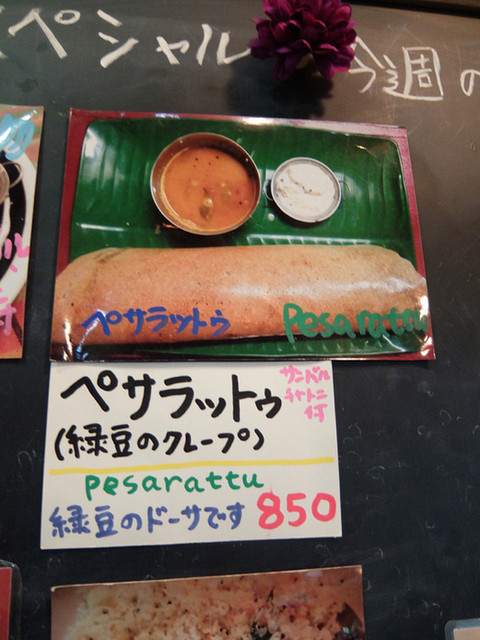 ペシャル
今週の
ペサラットゥ
Pesarattu
ペサラットゥ
サンバル
チャトニ
付
(緑豆のクレープ)
pesarattu
緑豆のドーサです 850